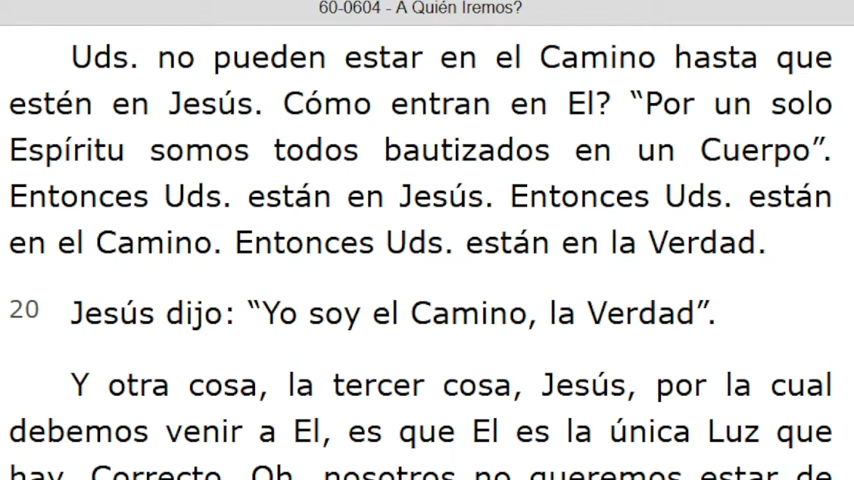 60-0604 - A Quién Iremos?
Uds. no pueden estar en el Camino hasta que
estén en Jesús. Cómo entran en El? “Por un solo
Espíritu somos todos bautizados en un Cuerpo”.
Entonces Uds. están en Jesús. Entonces Uds. están
en el Camino. Entonces Uds. están en la Verdad.
20 Jesús dijo: “Yo soy el Camino, la Verdad”.
Y otra cosa, la tercer cosa, Jesús, por la cual
debemos venir a El, es que El es la única Luz que
hay. Correcto. Oh, nosotros no queremos estar de